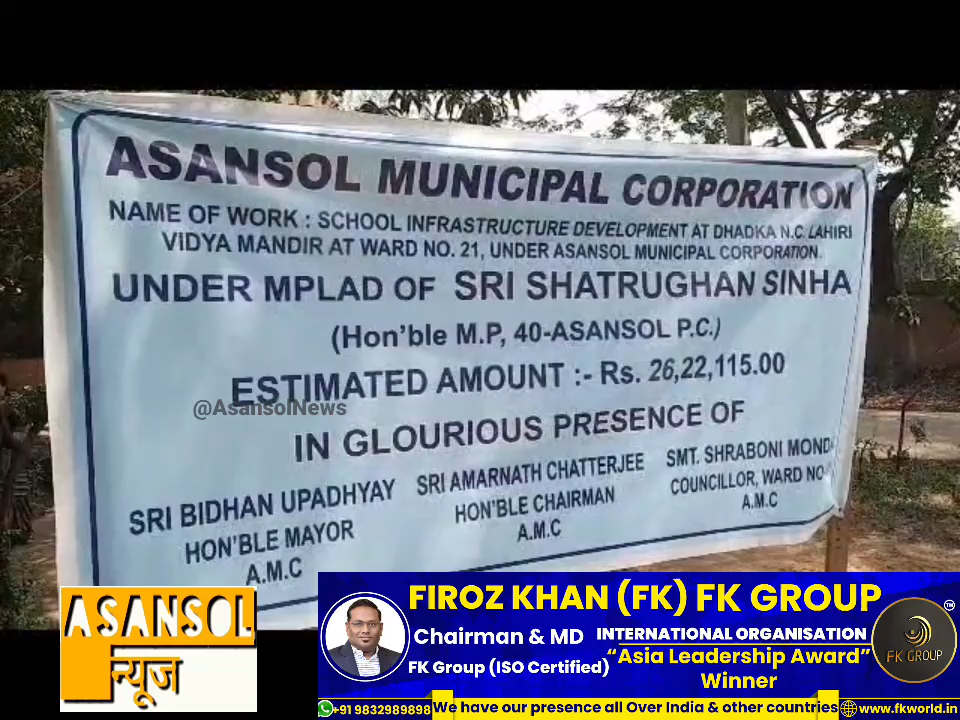 ASANSOL MUNICIPAL CORPORATION
NAME OF WORK : SCHOOL INFRASTRUCTURE DEVELOPMENT AT DHADKA N.C. LAHIRI
VIDYA MANDIR AT WARD NO. 21, UNDER ASANSOL MUNICIPAL CORPORATION.
UNDER MPLAD OF SRI SHATRUGHAN SINHA
(Hon'ble M.P, 40-ASANSOL P.C.)
ESTIMATED AMOUNT :- Rs. 26,22,115.00
@AsansolNews
IN GLOURIOUS PRESENCE OF
SRI BIDHAN UPADHYAY
HON'BLE MAYOR
A.M.C
SRI AMARNATH CHATTERJEE
HON'BLE CHAIRMAN
A.M.C
SMT. SHRABONI MOND
COUNCILLOR, WARD NO
A.M.C
ASANSOL
न्यूज
FIROZ KHAN (FK) FK GROUP
Chairman & MD
FK Group (ISO Certified)
INTERNATIONAL ORGANISATION
“Asia Leadership Award”
Winner
FK GROUP
TM
+91 9832989898
We have our presence all Over India & other countries
www.fkworld.in